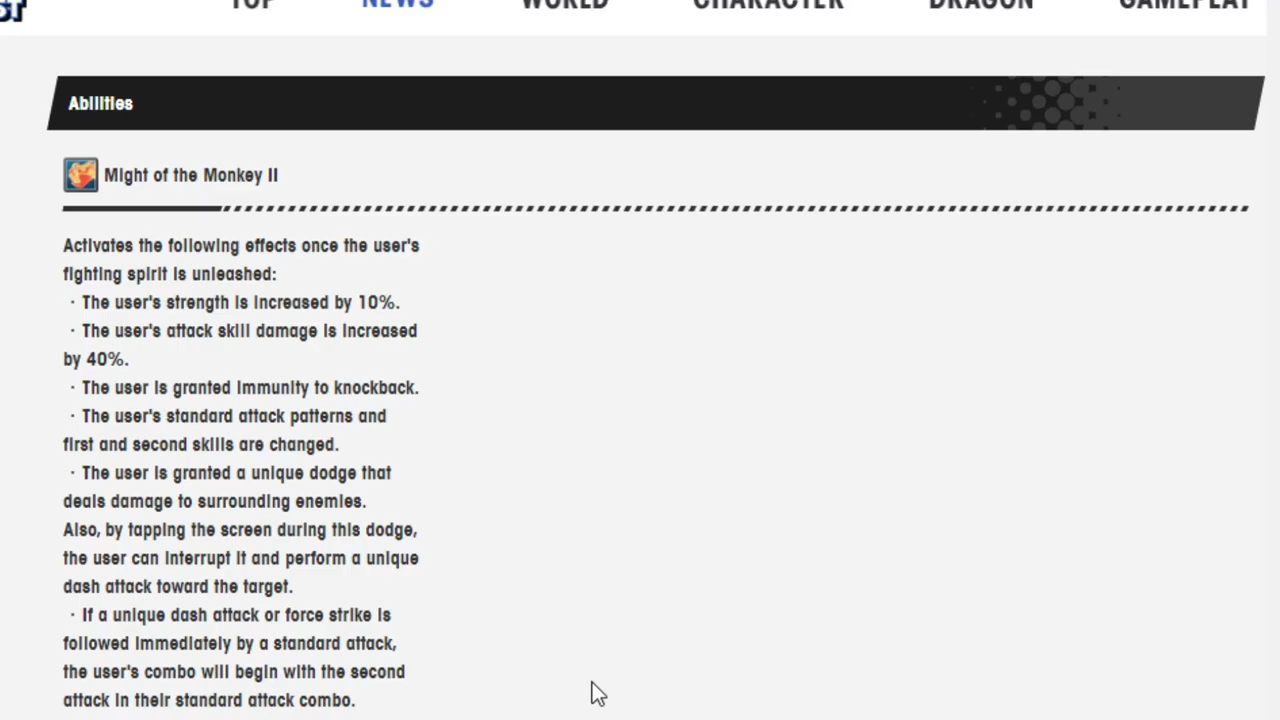 ST
TOP NEWS WORLD CHARACTER DRAGON GAMEPLAY
Abilities
Might of the Monkey II
Activates the following effects once the user's
fighting spirit is unleashed:
・The user's strength is increased by 10%.
・The user's attack skill damage is increased
by 40%.
・The user is granted immunity to knockback.
・The user's standard attack patterns and
first and second skills are changed.
・The user is granted a unique dodge that
deals damage to surrounding enemies.
Also, by tapping the screen during this dodge,
the user can interrupt it and perform a unique
dash attack toward the target.
・If a unique dash attack or force strike is
followed immediately by a standard attack,
the user's combo will begin with the second
attack in their standard attack combo.